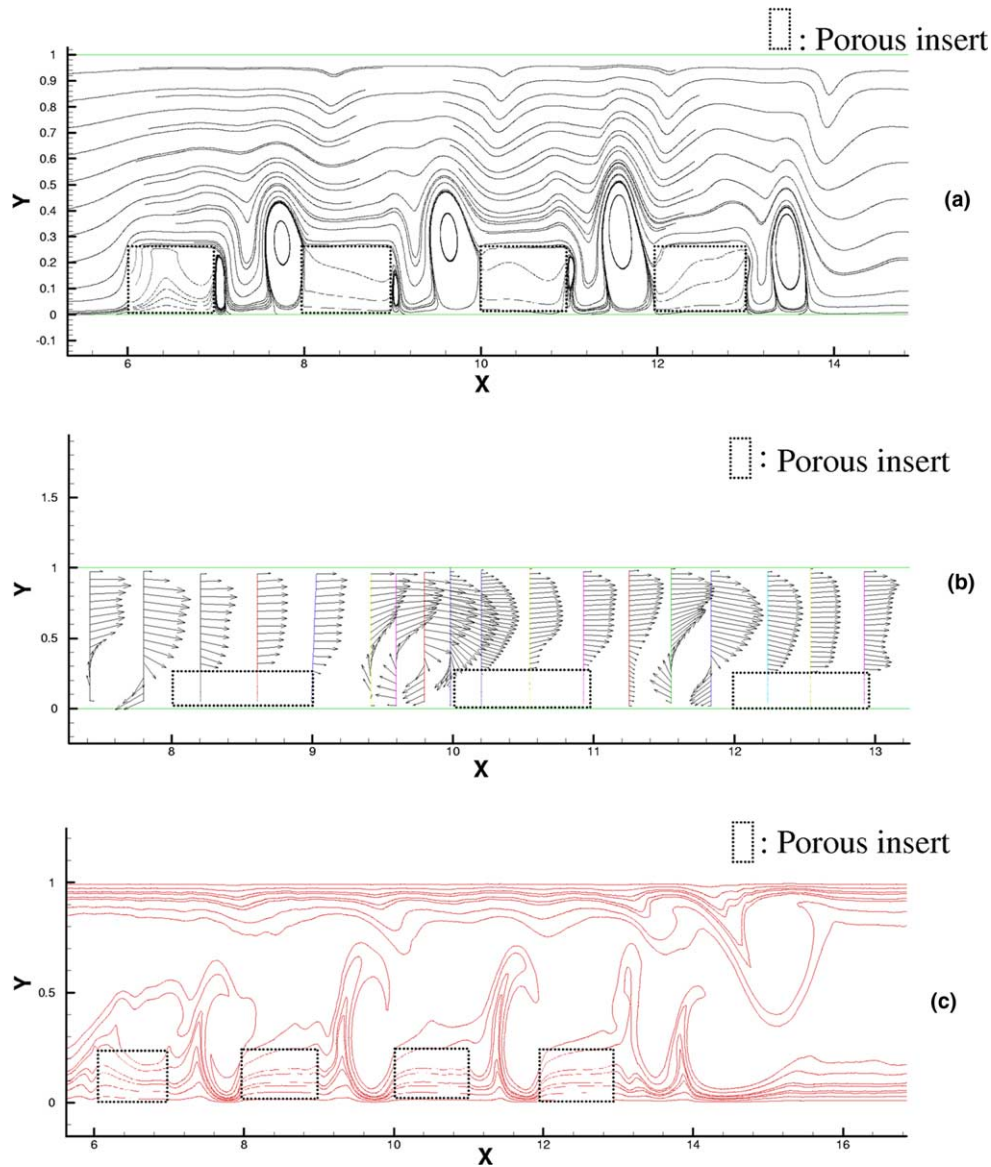 : Porous insert
1
0.9
0.8
0.7
0.6
0.5
0.4
0.3
0.2
0.1
0
-0.1
Y
6 8 10 12 14
X
(a)
: Porous insert
1.5
1
0.5
0
Y
8 9 10 11 12 13
X
(b)
: Porous insert
1
0.5
0
Y
6 8 10 12 14 16
X
(c)